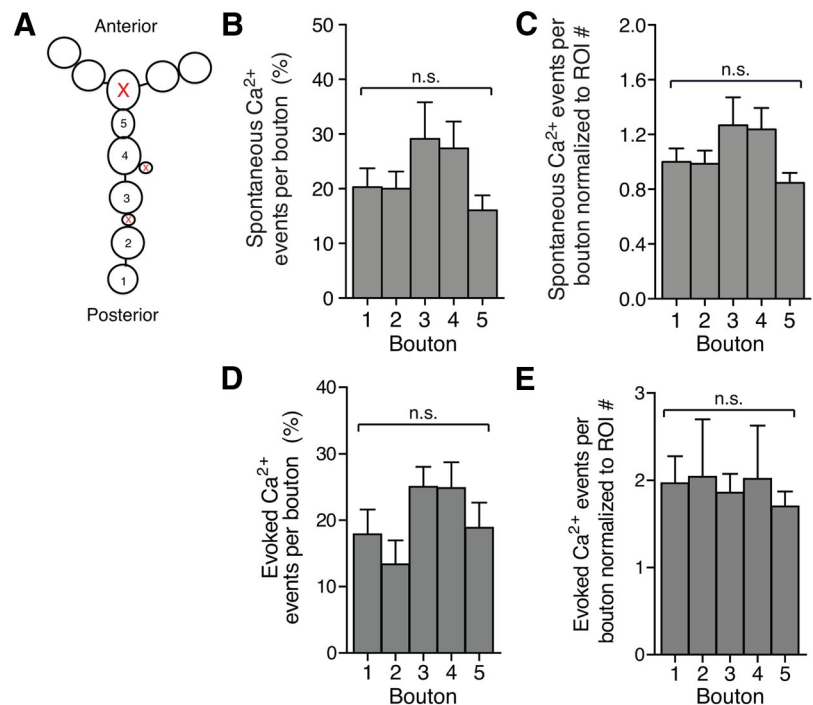 A
Anterior
X
5
4
X
3
X
2
1
Posterior
B
Spontaneous Ca2+
events per bouton (%)
50
40
30
20
10
0
n.s.
1 2 3 4 5
Bouton
C
Spontaneous Ca2+ events per
bouton normalized to ROI #
2.0
1.6
1.2
0.8
0.4
0.0
n.s.
1 2 3 4 5
Bouton
D
Evoked Ca2+
events per bouton (%)
40
30
20
10
0
n.s.
1 2 3 4 5
Bouton
E
Evoked Ca2+ events per
bouton normalized to ROI #
3
2
1
0
n.s.
1 2 3 4 5
Bouton